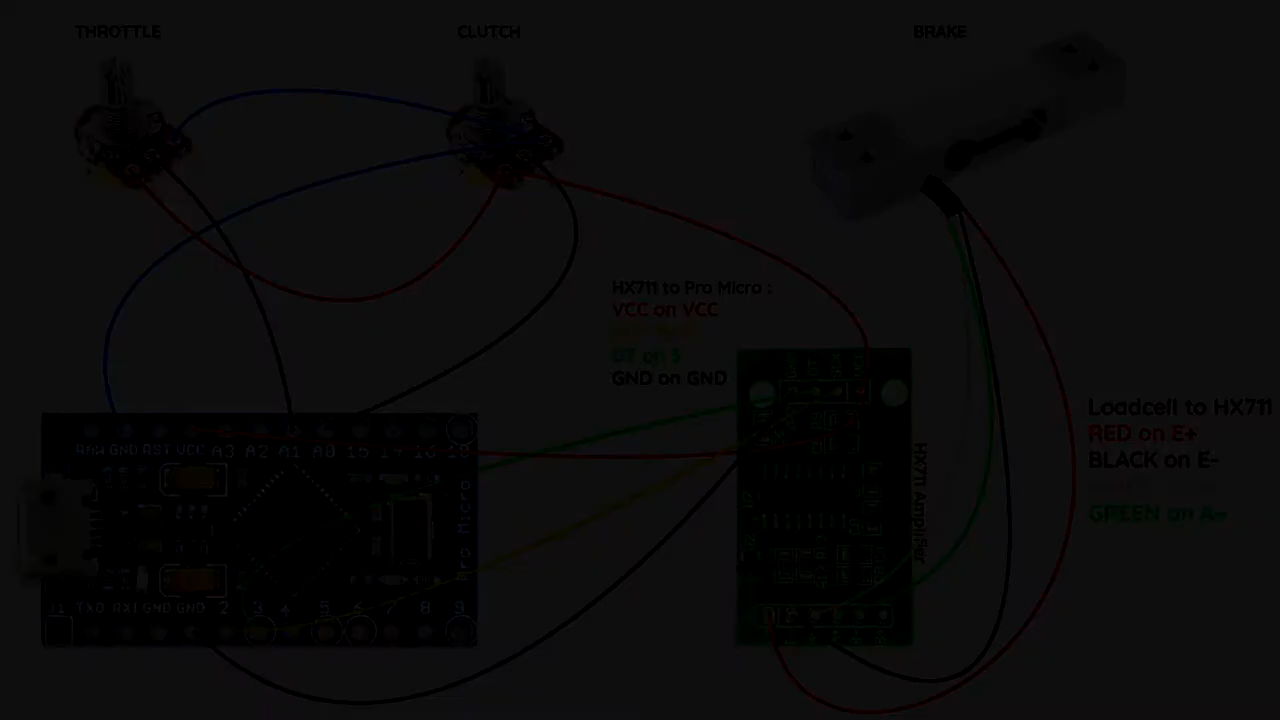 THROTTLE
CLUTCH
BRAKE
HX711 to Pro Micro :
VCC on VCC
GND on GND
Loadcell to HX711
RED on E+
BLACK on E-
GREEN on A+
HX711 Amplifier
RAW GND RST VCC A3 A2 A1 A0 15 14 16 10
Pro Micro
TXO RXI GND GND 2 3 4 5 6 7 8 9